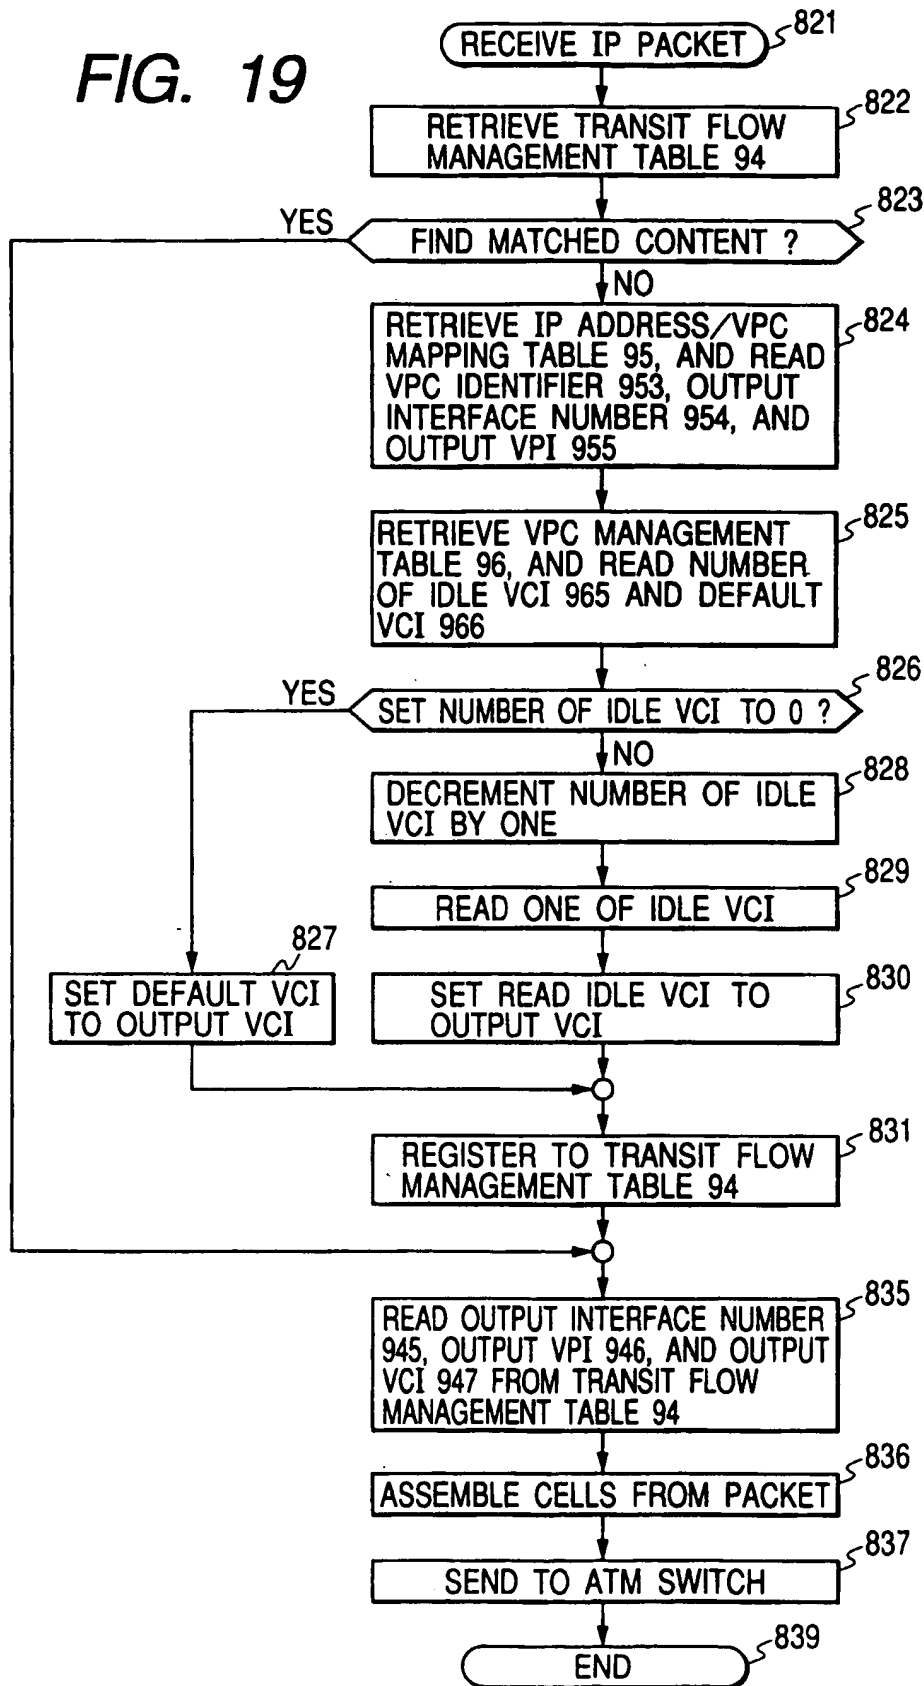 FIG. 19
RECEIVE IP PACKET
821
RETRIEVE TRANSIT FLOW
MANAGEMENT TABLE 94
822
FIND MATCHED CONTENT ?
823
YES
NO
RETRIEVE IP ADDRESS/VPC
MAPPING TABLE 95, AND READ
VPC IDENTIFIER 953, OUTPUT
INTERFACE NUMBER 954, AND
OUTPUT VPI 955
824
RETRIEVE VPC MANAGEMENT
TABLE 96, AND READ NUMBER
OF IDLE VCI 965 AND DEFAULT
VCI 966
825
SET NUMBER OF IDLE VCI TO 0 ?
826
YES
NO
DECREMENT NUMBER OF IDLE
VCI BY ONE
828
READ ONE OF IDLE VCI
829
SET DEFAULT VCI
TO OUTPUT VCI
827
SET READ IDLE VCI TO
OUTPUT VCI
830
REGISTER TO TRANSIT FLOW
MANAGEMENT TABLE 94
831
READ OUTPUT INTERFACE NUMBER
945, OUTPUT VPI 946, AND OUTPUT
VCI 947 FROM TRANSIT FLOW
MANAGEMENT TABLE 94
835
ASSEMBLE CELLS FROM PACKET
836
SEND TO ATM SWITCH
837
END
839